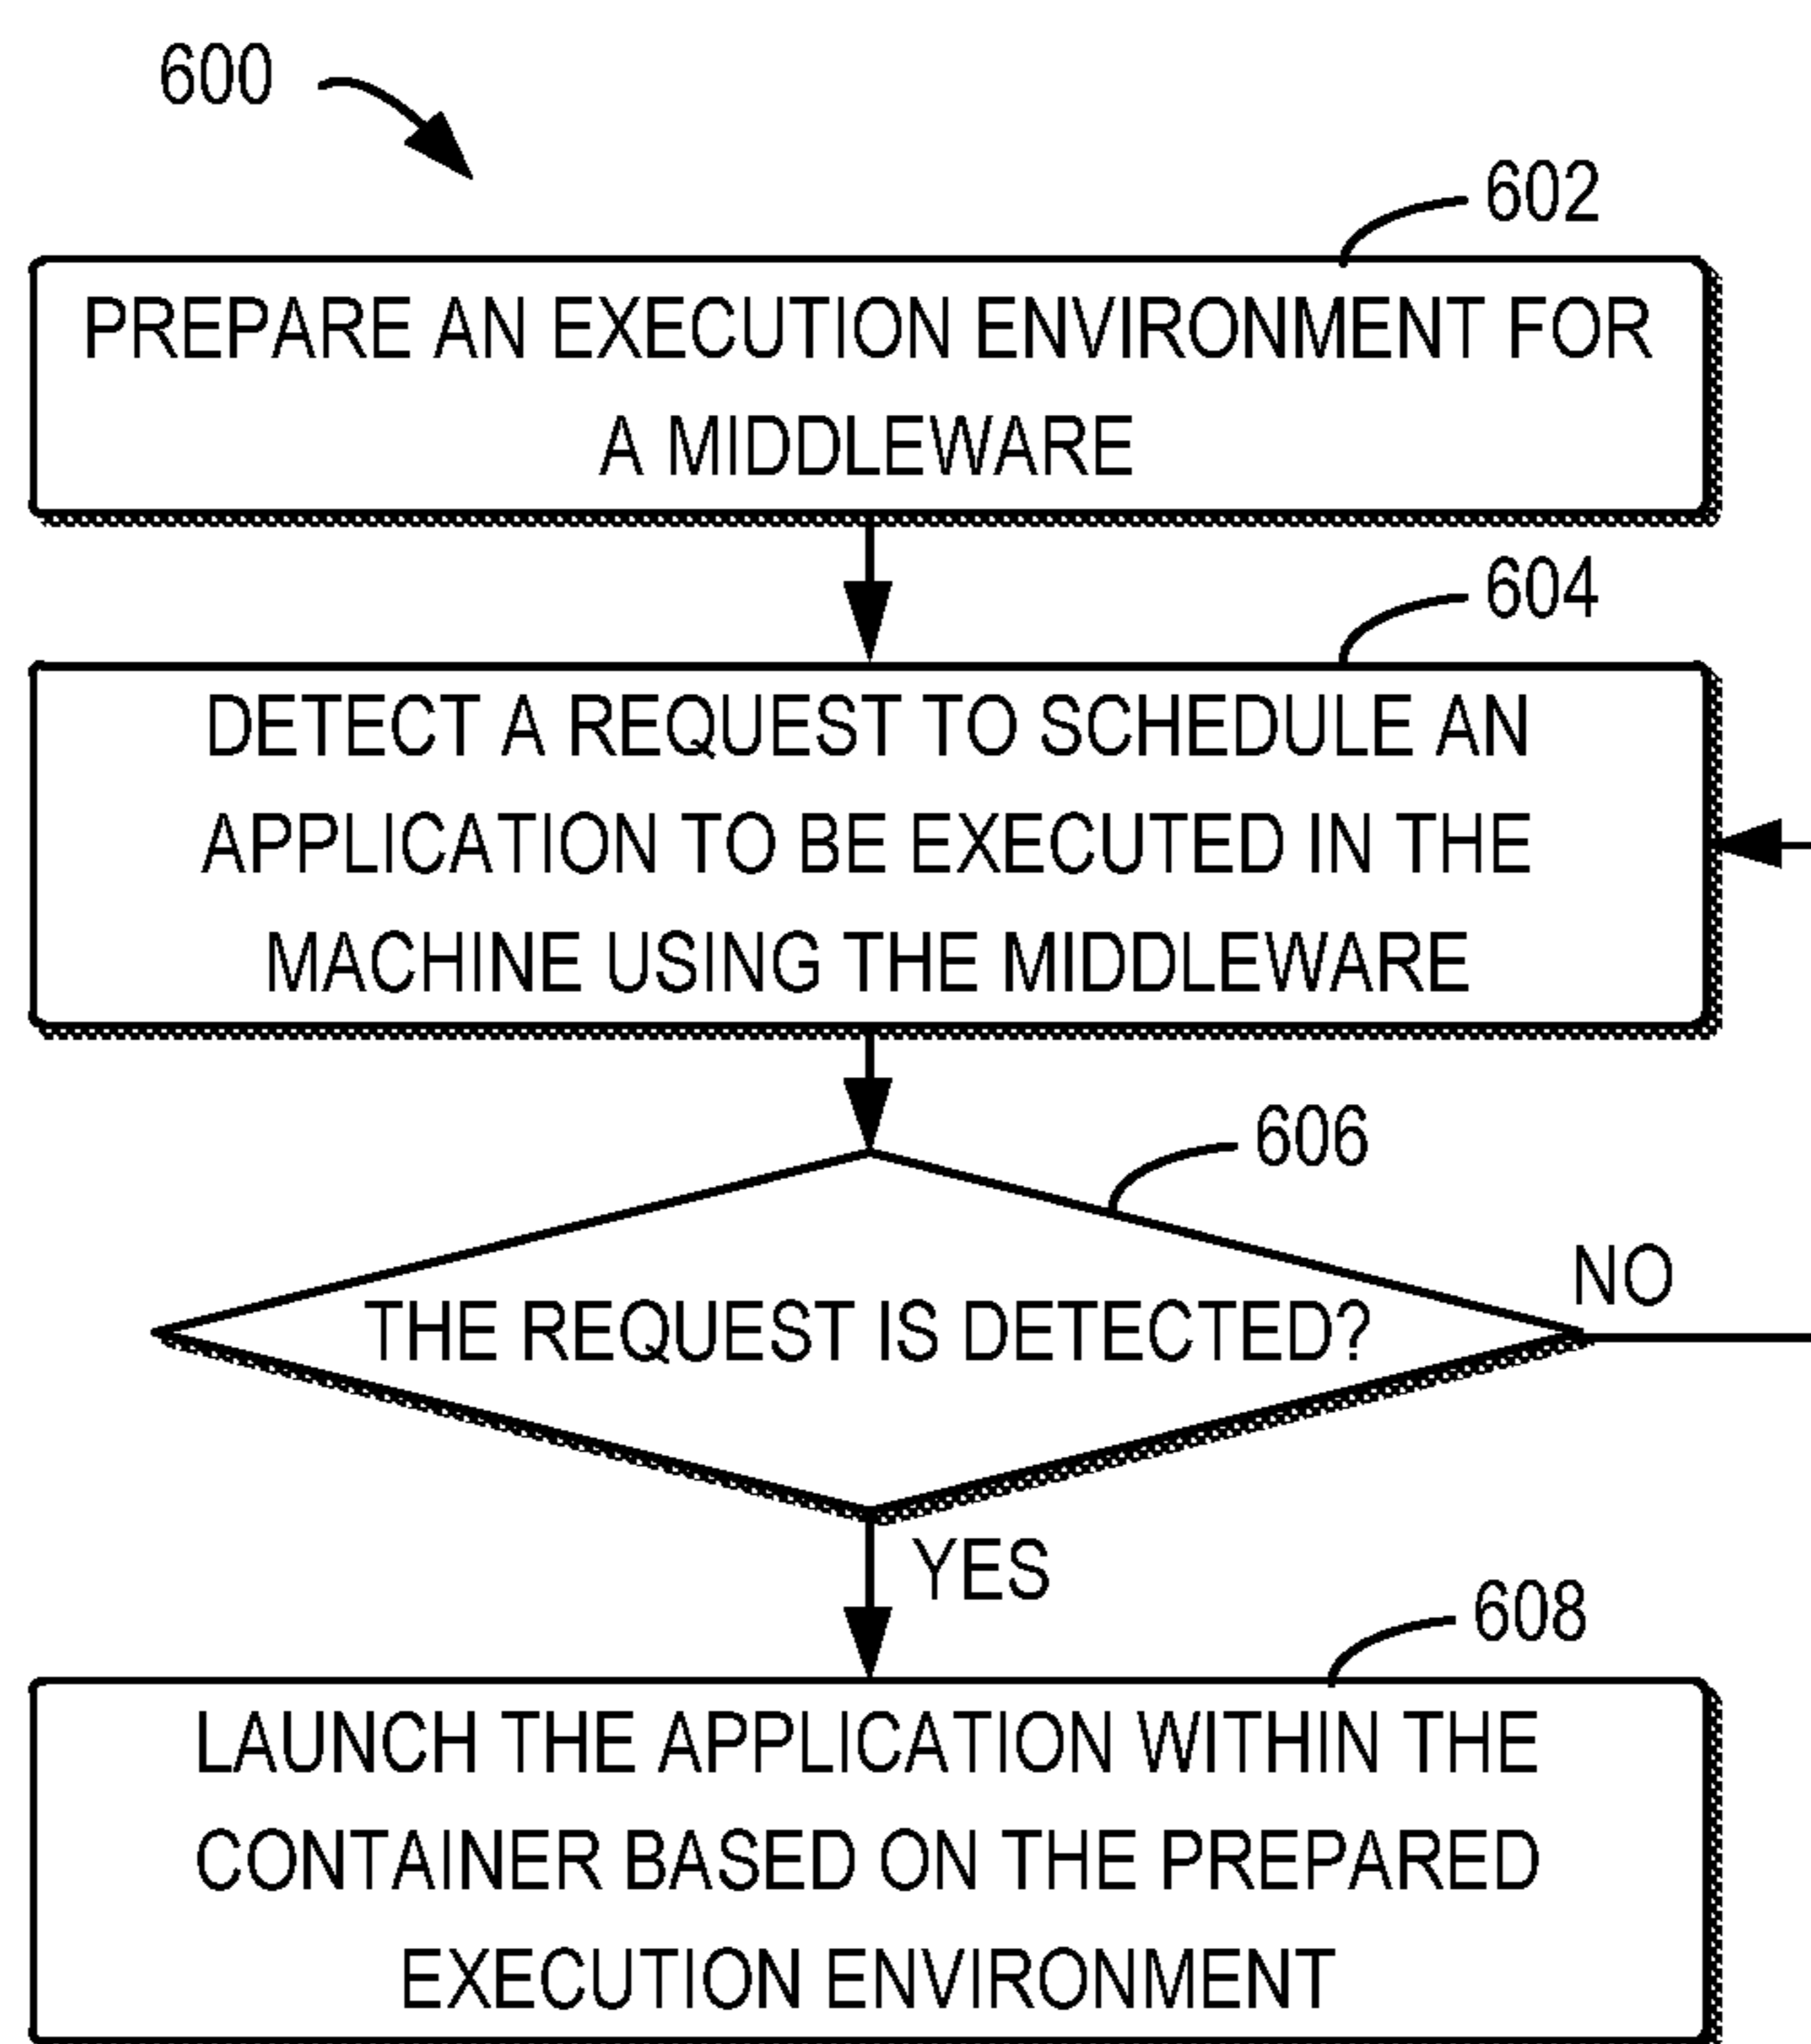 600
602
PREPARE AN EXECUTION ENVIRONMENT FOR
A MIDDLEWARE
604
DETECT A REQUEST TO SCHEDULE AN
APPLICATION TO BE EXECUTED IN THE
MACHINE USING THE MIDDLEWARE
606
THE REQUEST IS DETECTED?
NO
YES
608
LAUNCH THE APPLICATION WITHIN THE
CONTAINER BASED ON THE PREPARED
EXECUTION ENVIRONMENT